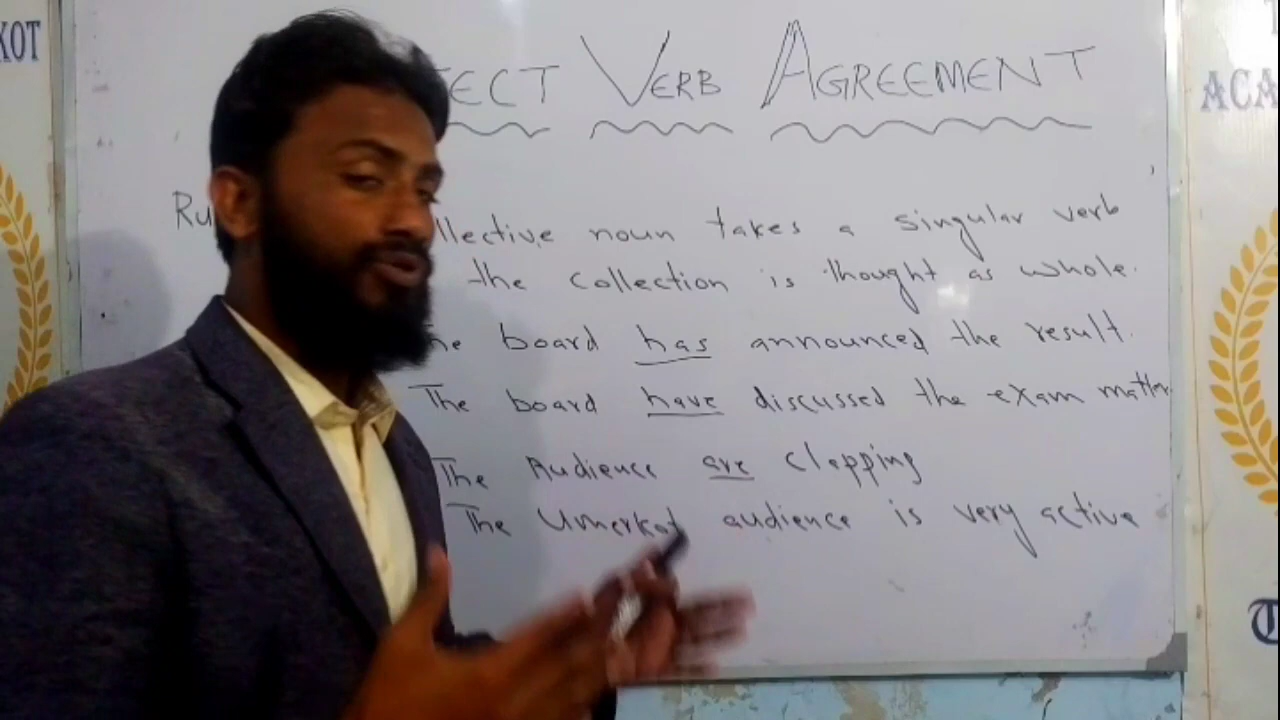 KOT
ECT VERB AGREEMENT
ACA
Ru llective noun takes a singular verb
the collection is thought as whole.
he board has announced the result.
The board have discussed the exam matter
The Audience are clapping
The Umerkot audience is very active
T